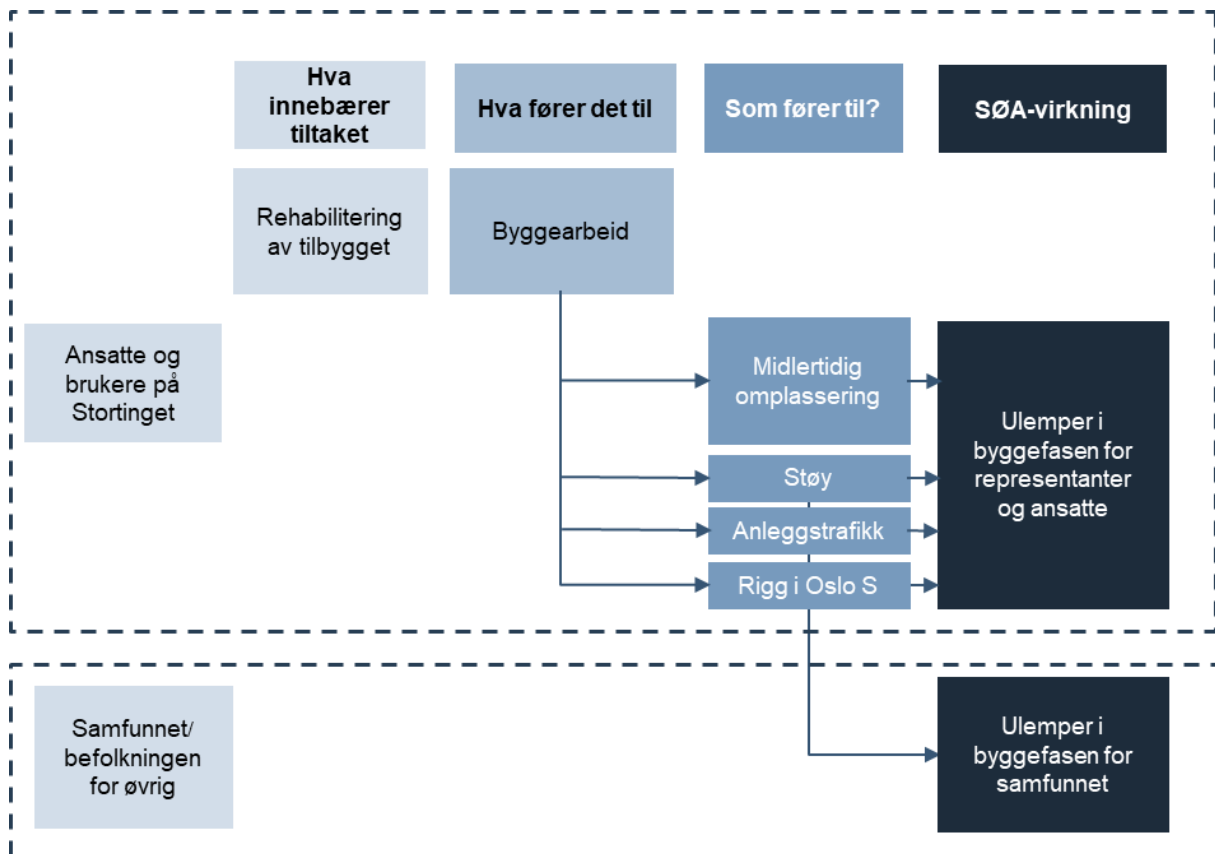 Hva
innebærer
tiltaket
Hva fører det til
Som fører til?
SØA-virkning
Rehabilitering
av tilbygget
Byggearbeid
Ansatte og
brukere på
Stortinget
Midlertidig
omplassering
Støy
Anleggstrafikk
Rigg i Oslo S
Ulemper i
byggefasen for
representanter
og ansatte
Samfunnet/
befolkningen
for øvrig
Ulemper i
byggefasen for
samfunnet